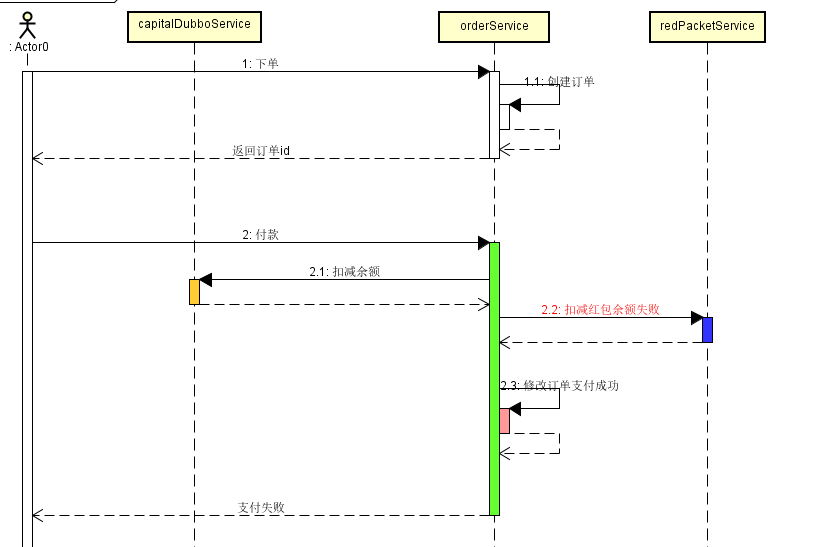 capitalDubboService
orderService
redPacketService
: Actor0
1: 下单
1.1: 创建订单
返回订单id
2: 付款
2.1: 扣减余额
2.2: 扣减红包余额失败
2.3: 修改订单支付成功
支付失败